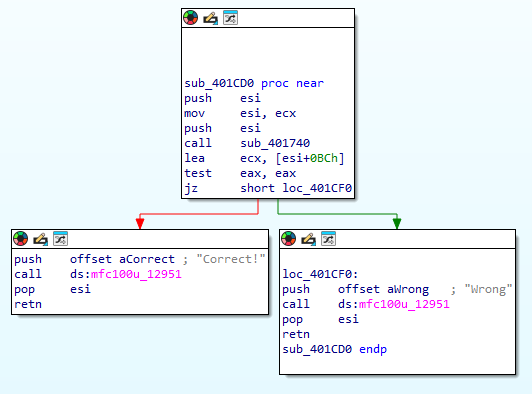 sub_401CD0 proc near
push    esi
mov     esi, ecx
push    esi
call    sub_401740
lea     ecx, [esi+0BCh]
test    eax, eax
jz      short loc_401CF0
push    offset aCorrect ; "Correct!"
call    ds:mfc100u_12951
pop     esi
retn
loc_401CF0:
push    offset aWrong   ; "Wrong"
call    ds:mfc100u_12951
pop     esi
retn
sub_401CD0 endp